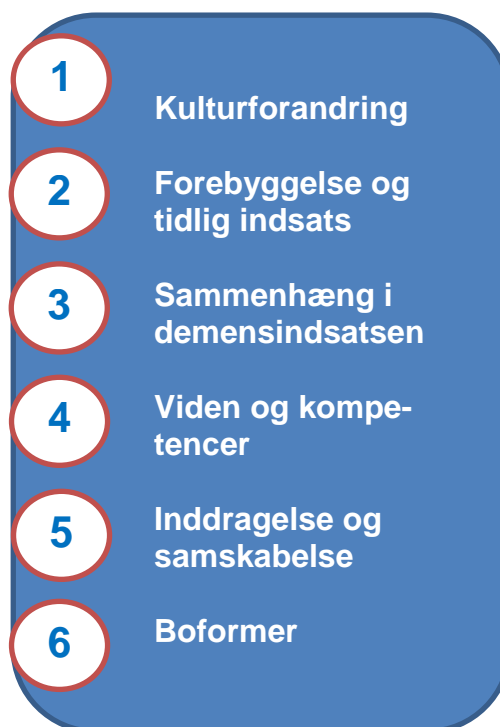 1
Kulturforandring
2
Forebyggelse og
tidlig indsats
3
Sammenhæng i
demensindsatsen
4
Viden og kompe-
tencer
5
Inddragelse og
samskabelse
6
Boformer